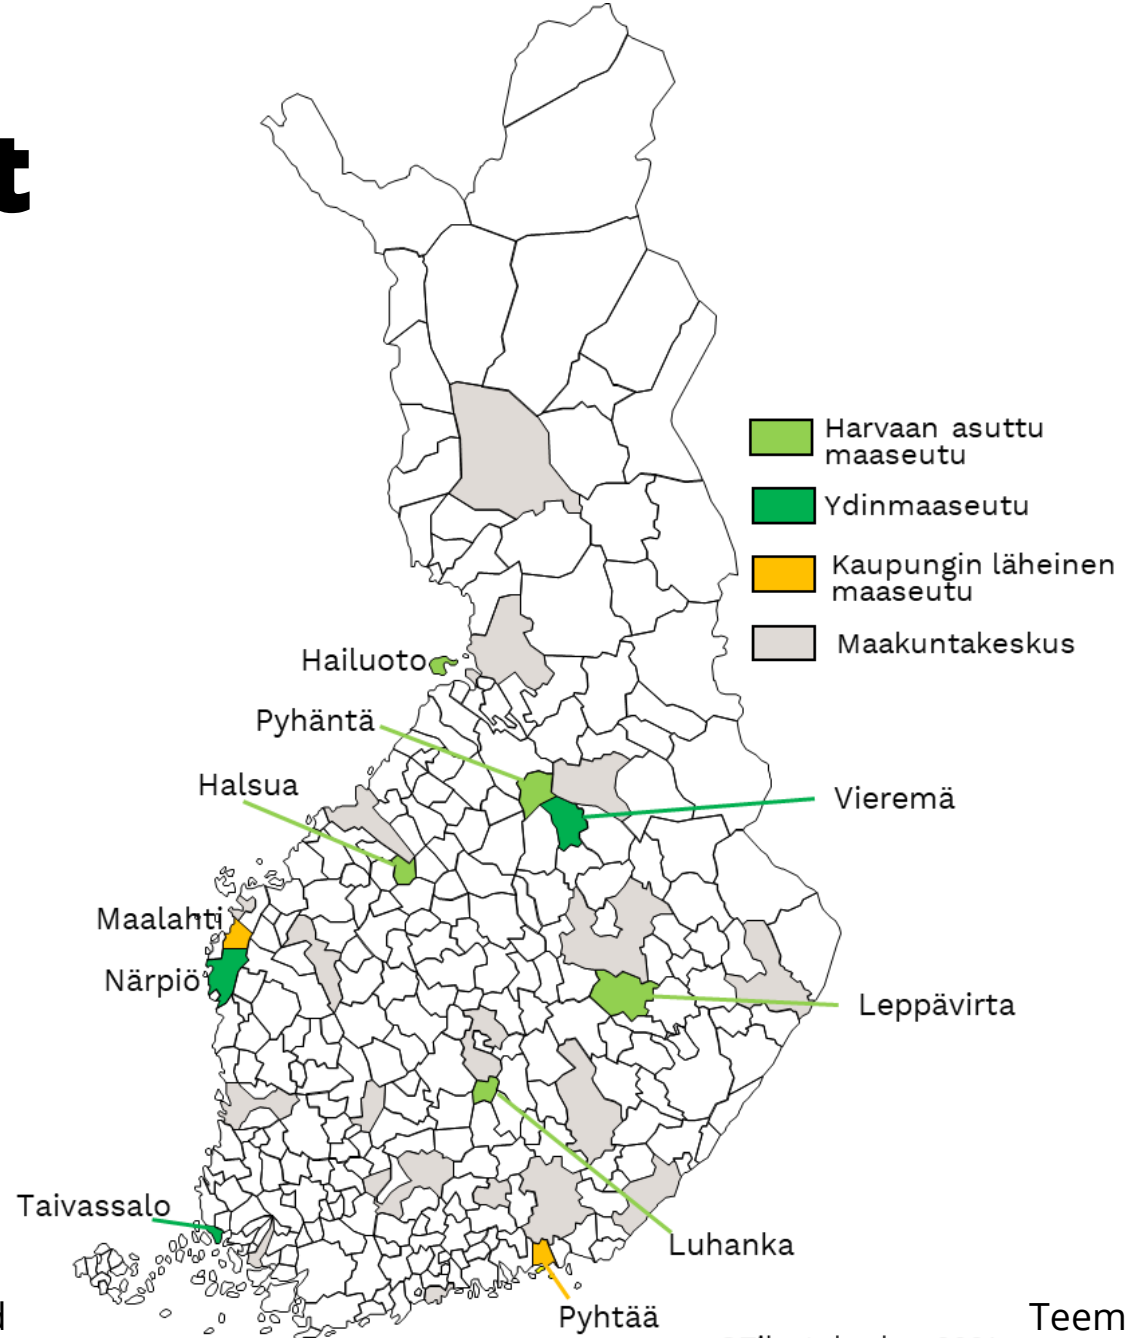 t
Harvaan asuttu
maaseutu
Ydinmaaseutu
Kaupungin läheinen
maaseutu
Maakuntakeskus
Hailuoto
Pyhäntä
Halsua
Vieremä
Maalahti
Närpiö
Leppävirta
Taivassalo
Luhanka
Pyhtää
Teem